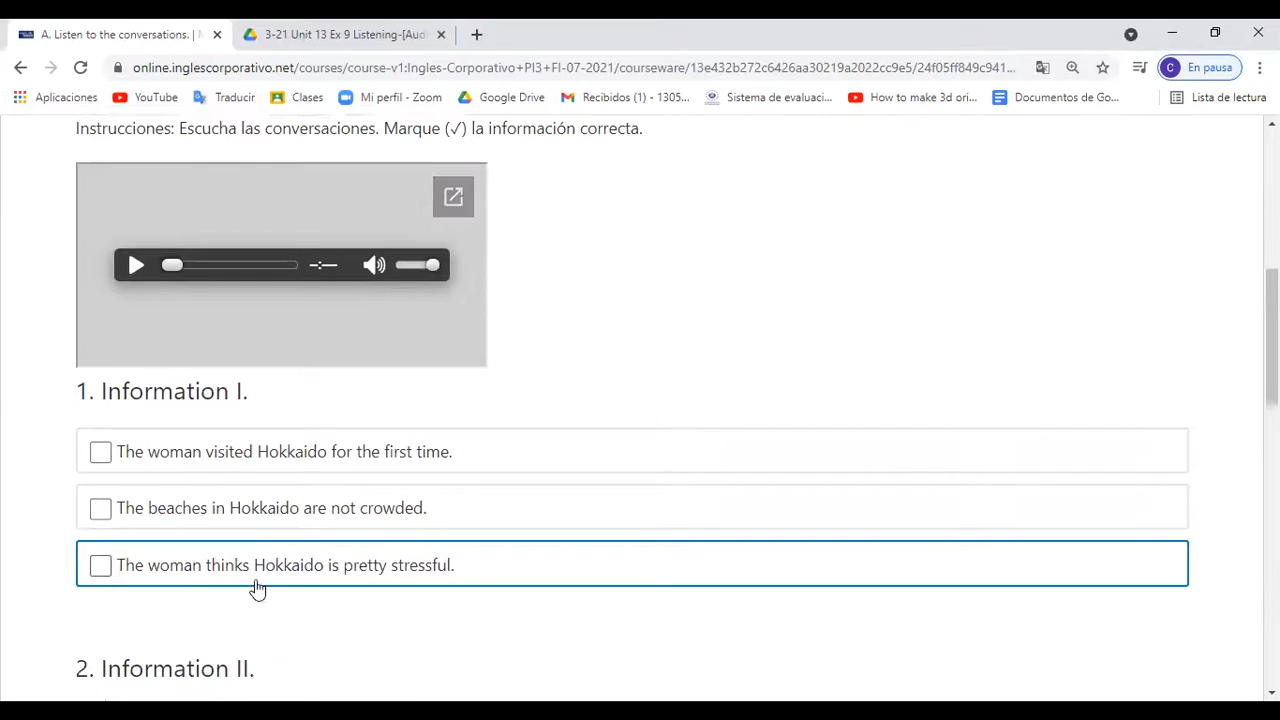 A. Listen to the conversations. |
3-21 Unit 13 Ex 9 Listening-[Aud
online.inglescorporativo.net/courses/course-v1:Ingles-Corporativo+PI3+FI-07-2021/courseware/13e432b272c6426aa30219a2022cc9e5/24f05ff849c941...
C En pausa
Aplicaciones YouTube Traducir Clases Mi perfil - Zoom Google Drive Recibidos (1) - 1305... Sistema de evaluaci... How to make 3d ori... Documentos de Go... Lista de lectura
Instrucciones: Escucha las conversaciones. Marque (✓) la información correcta.
1. Information I.
The woman visited Hokkaido for the first time.
The beaches in Hokkaido are not crowded.
The woman thinks Hokkaido is pretty stressful.
2. Information II.